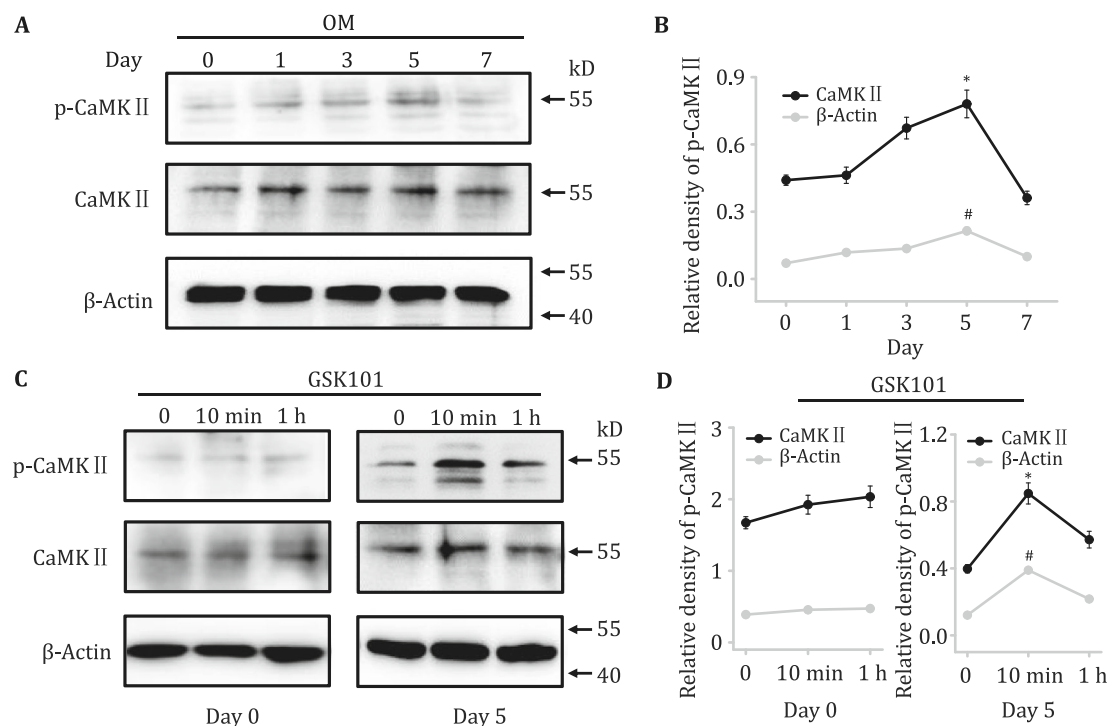 A
OM
Day 0 1 3 5 7 kD
p-CaMK Ⅱ 55
CaMK Ⅱ 55
55
β-Actin
40
B
Relative density of p-CaMK Ⅱ
0.9
0.6
0.3
0.0
CaMK Ⅱ
β-Actin
*
#
0 1 3 5 7
Day
C
GSK101
0 10 min 1 h 0 10 min 1 h kD
p-CaMK Ⅱ 55
CaMK Ⅱ 55
55
β-Actin
40
Day 0 Day 5
D
GSK101
Relative density of p-CaMK Ⅱ
3
2
1
0
CaMK Ⅱ
β-Actin
0 10 min 1 h
Day 0
Relative density of p-CaMK Ⅱ
1.2
0.8
0.4
0.0
CaMK Ⅱ
β-Actin
*
#
0 10 min 1 h
Day 5